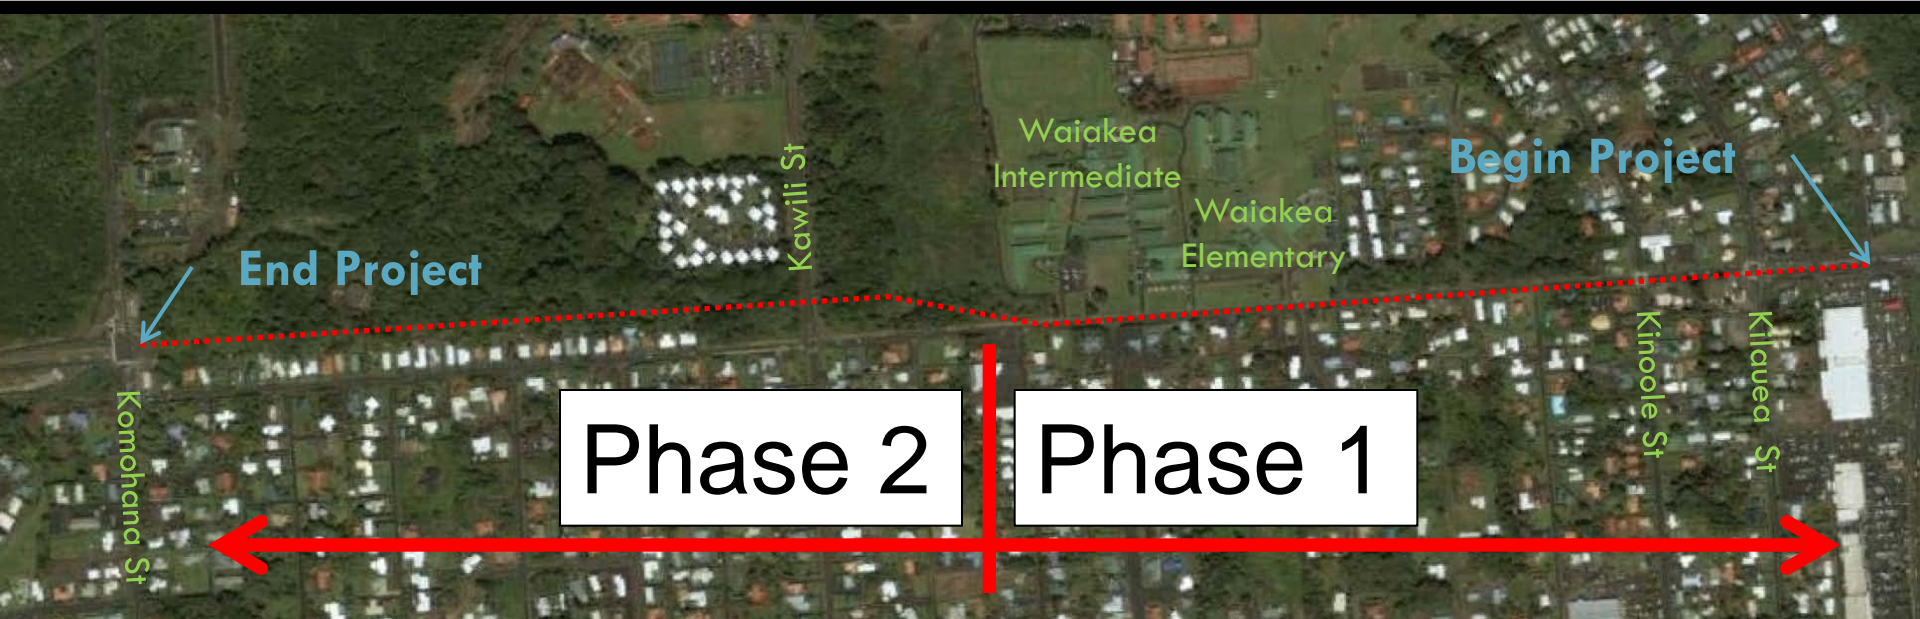 Waiakea
Intermediate
Begin Project
Kawili St
Waiakea
Elementary
End Project
Kinoole St
Kilauea St
Komohana St
Phase 2
Phase 1